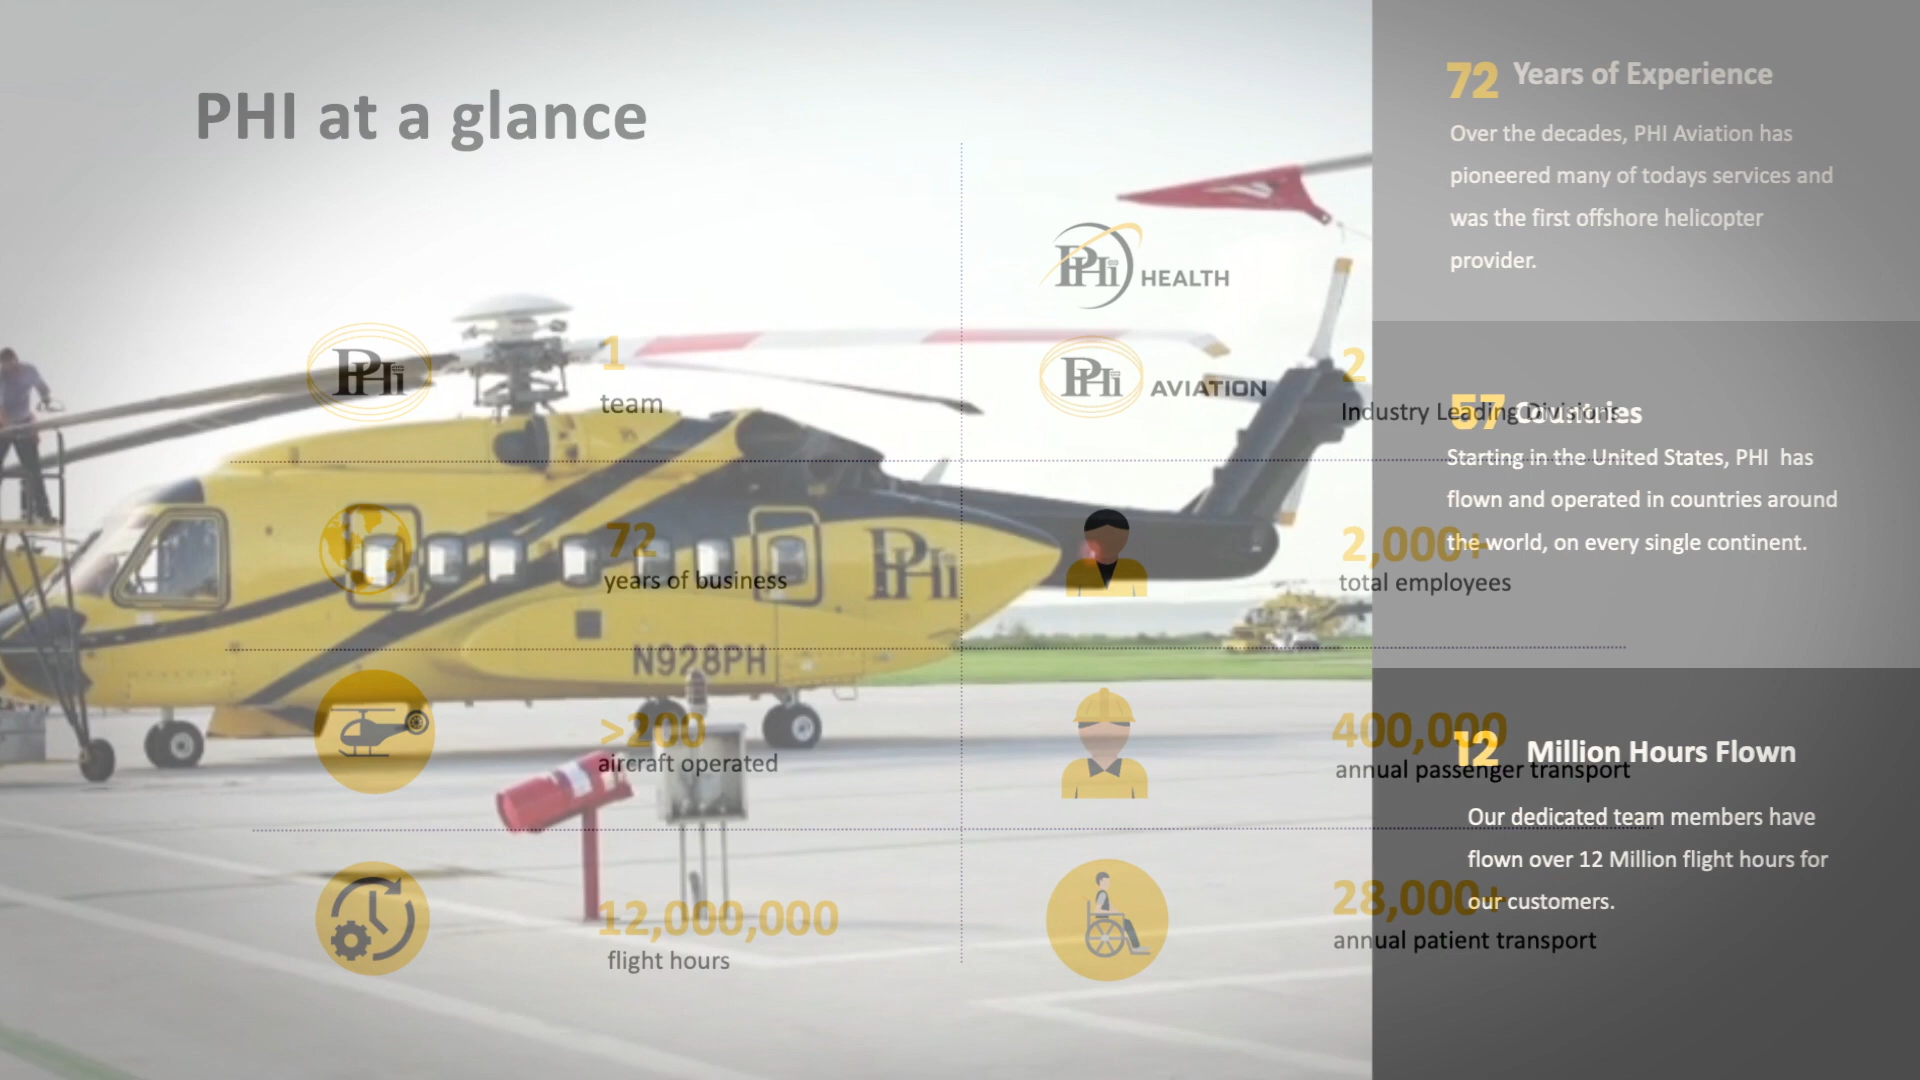 PHI at a glance
PHi HEALTH
PHi
1
team
PHi AVIATION
2
Industry Leading Divisions
72
years of business
2,000+
total employees
PHi
N928PH
>200
aircraft operated
400,000
annual passenger transport
12,000,000
flight hours
28,000+
annual patient transport
72 Years of Experience
Over the decades, PHI Aviation has
pioneered many of todays services and
was the first offshore helicopter
provider.
57 Countries
Starting in the United States, PHI has
flown and operated in countries around
the world, on every single continent.
12 Million Hours Flown
Our dedicated team members have
flown over 12 Million flight hours for
our customers.